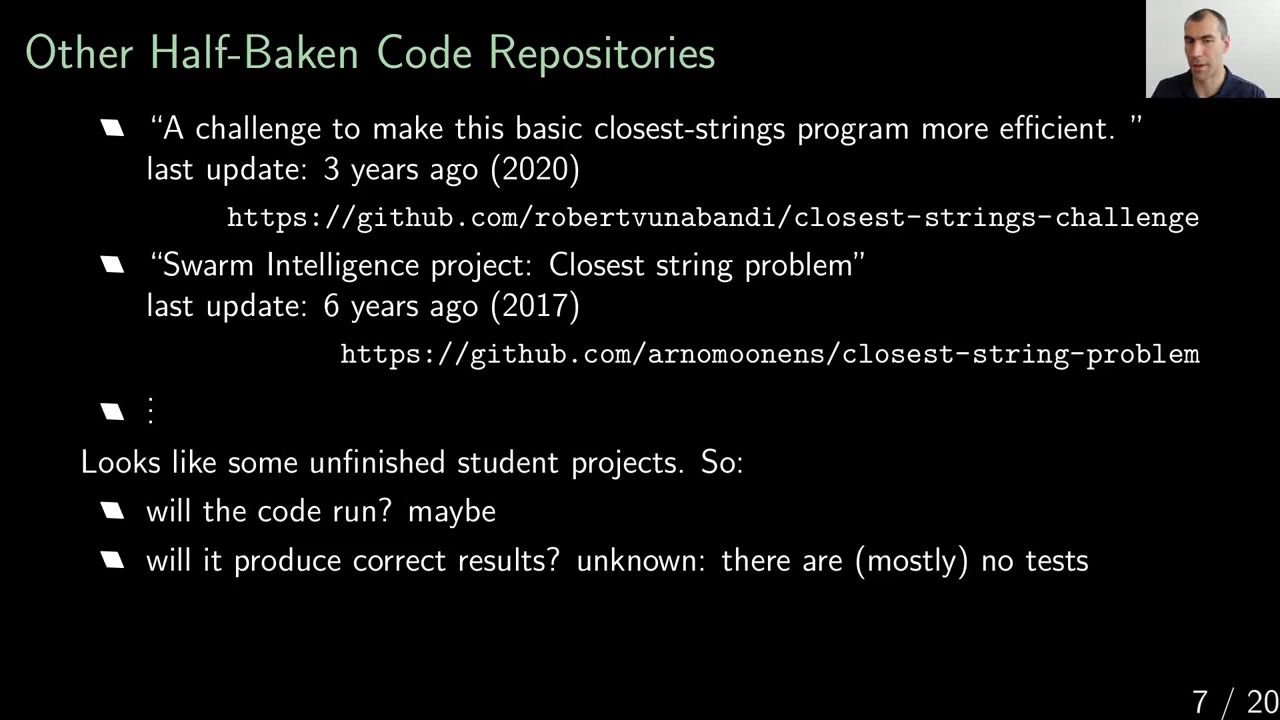 Other Half-Baken Code Repositories
“A challenge to make this basic closest-strings program more efficient. ”
last update: 3 years ago (2020)
https://github.com/robertvunabandi/closest-strings-challenge
“Swarm Intelligence project: Closest string problem”
last update: 6 years ago (2017)
https://github.com/arnomoonens/closest-string-problem
⋮
Looks like some unfinished student projects. So:
will the code run? maybe
will it produce correct results? unknown: there are (mostly) no tests
7 / 20